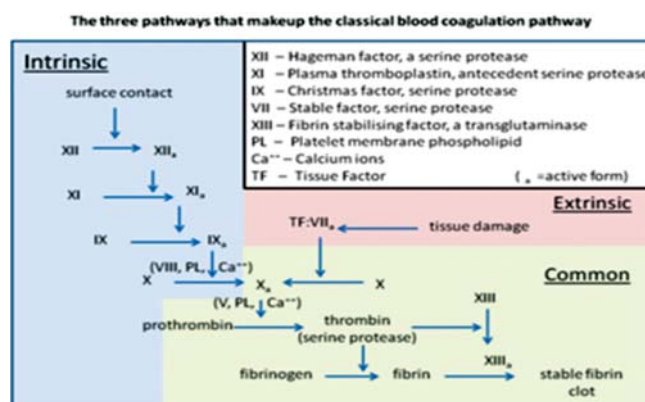 The three pathways that makeup the classical blood coagulation pathway
Intrinsic
surface contact
XII
XIIₐ
XI
XIₐ
IX
IXₐ
(VIII, PL, Ca⁺⁺)
X
Xₐ
X
XII – Hageman factor, a serine protease
XI – Plasma thromboplastin, antecedent serine protease
IX – Christmas factor, serine protease
VII – Stable factor, serine protease
XIII – Fibrin stabilising factor, a transglutaminase
PL – Platelet membrane phospholipid
Ca⁺⁺ – Calcium ions
TF – Tissue Factor ( ₐ =active form)
Extrinsic
TF:VIIₐ
tissue damage
Common
(V, PL, Ca⁺⁺)
prothrombin
thrombin
(serine protease)
XIII
XIIIₐ
fibrinogen
fibrin
stable fibrin
clot